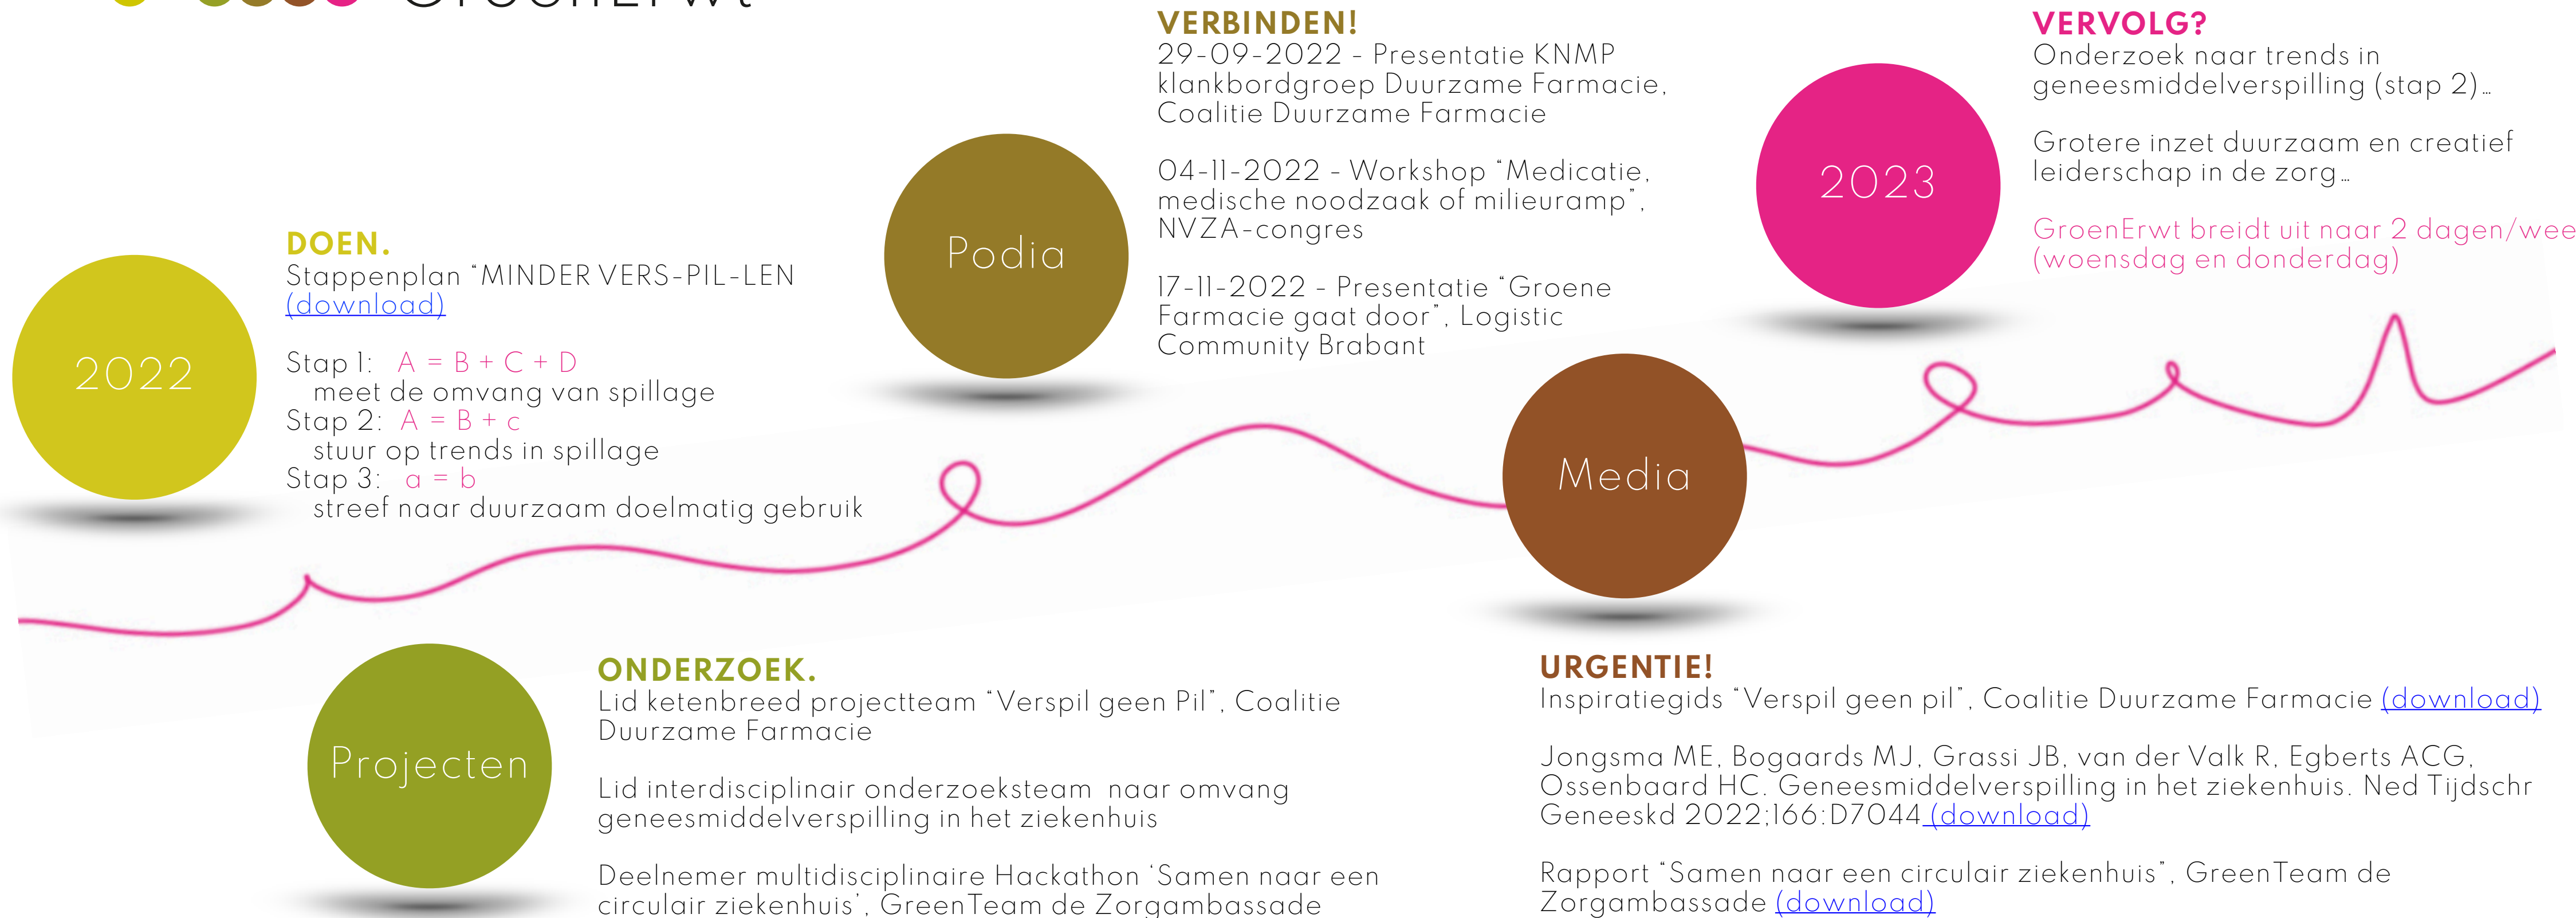 GroenErwt
2022
DOEN.
Stappenplan “MINDER VERS-PIL-LEN
(download)
Stap 1: A = B + C + D
meet de omvang van spillage
Stap 2: A = B + c
stuur op trends in spillage
Stap 3: a = b
streef naar duurzaam doelmatig gebruik
Projecten
ONDERZOEK.
Lid ketenbreed projectteam “Verspil geen Pil”, Coalitie
Duurzame Farmacie
Lid interdisciplinair onderzoeksteam naar omvang
geneesmiddelverspilling in het ziekenhuis
Deelnemer multidisciplinaire Hackathon ‘Samen naar een
circulair ziekenhuis’, GreenTeam de Zorgambassade
Podia
VERBINDEN!
29-09-2022 - Presentatie KNMP
klankbordgroep Duurzame Farmacie,
Coalitie Duurzame Farmacie
04-11-2022 - Workshop “Medicatie,
medische noodzaak of milieuramp”,
NVZA-congres
17-11-2022 - Presentatie “Groene
Farmacie gaat door”, Logistic
Community Brabant
Media
URGENTIE!
Inspiratiegids “Verspil geen pil”, Coalitie Duurzame Farmacie (download)
Jongsma ME, Bogaards MJ, Grassi JB, van der Valk R, Egberts ACG,
Ossenbaard HC. Geneesmiddelverspilling in het ziekenhuis. Ned Tijdschr
Geneeskd 2022;166:D7044 (download)
Rapport “Samen naar een circulair ziekenhuis”, GreenTeam de
Zorgambassade (download)
2023
VERVOLG?
Onderzoek naar trends in
geneesmiddelverspilling (stap 2)…
Grotere inzet duurzaam en creatief
leiderschap in de zorg…
GroenErwt breidt uit naar 2 dagen/wee
(woensdag en donderdag)